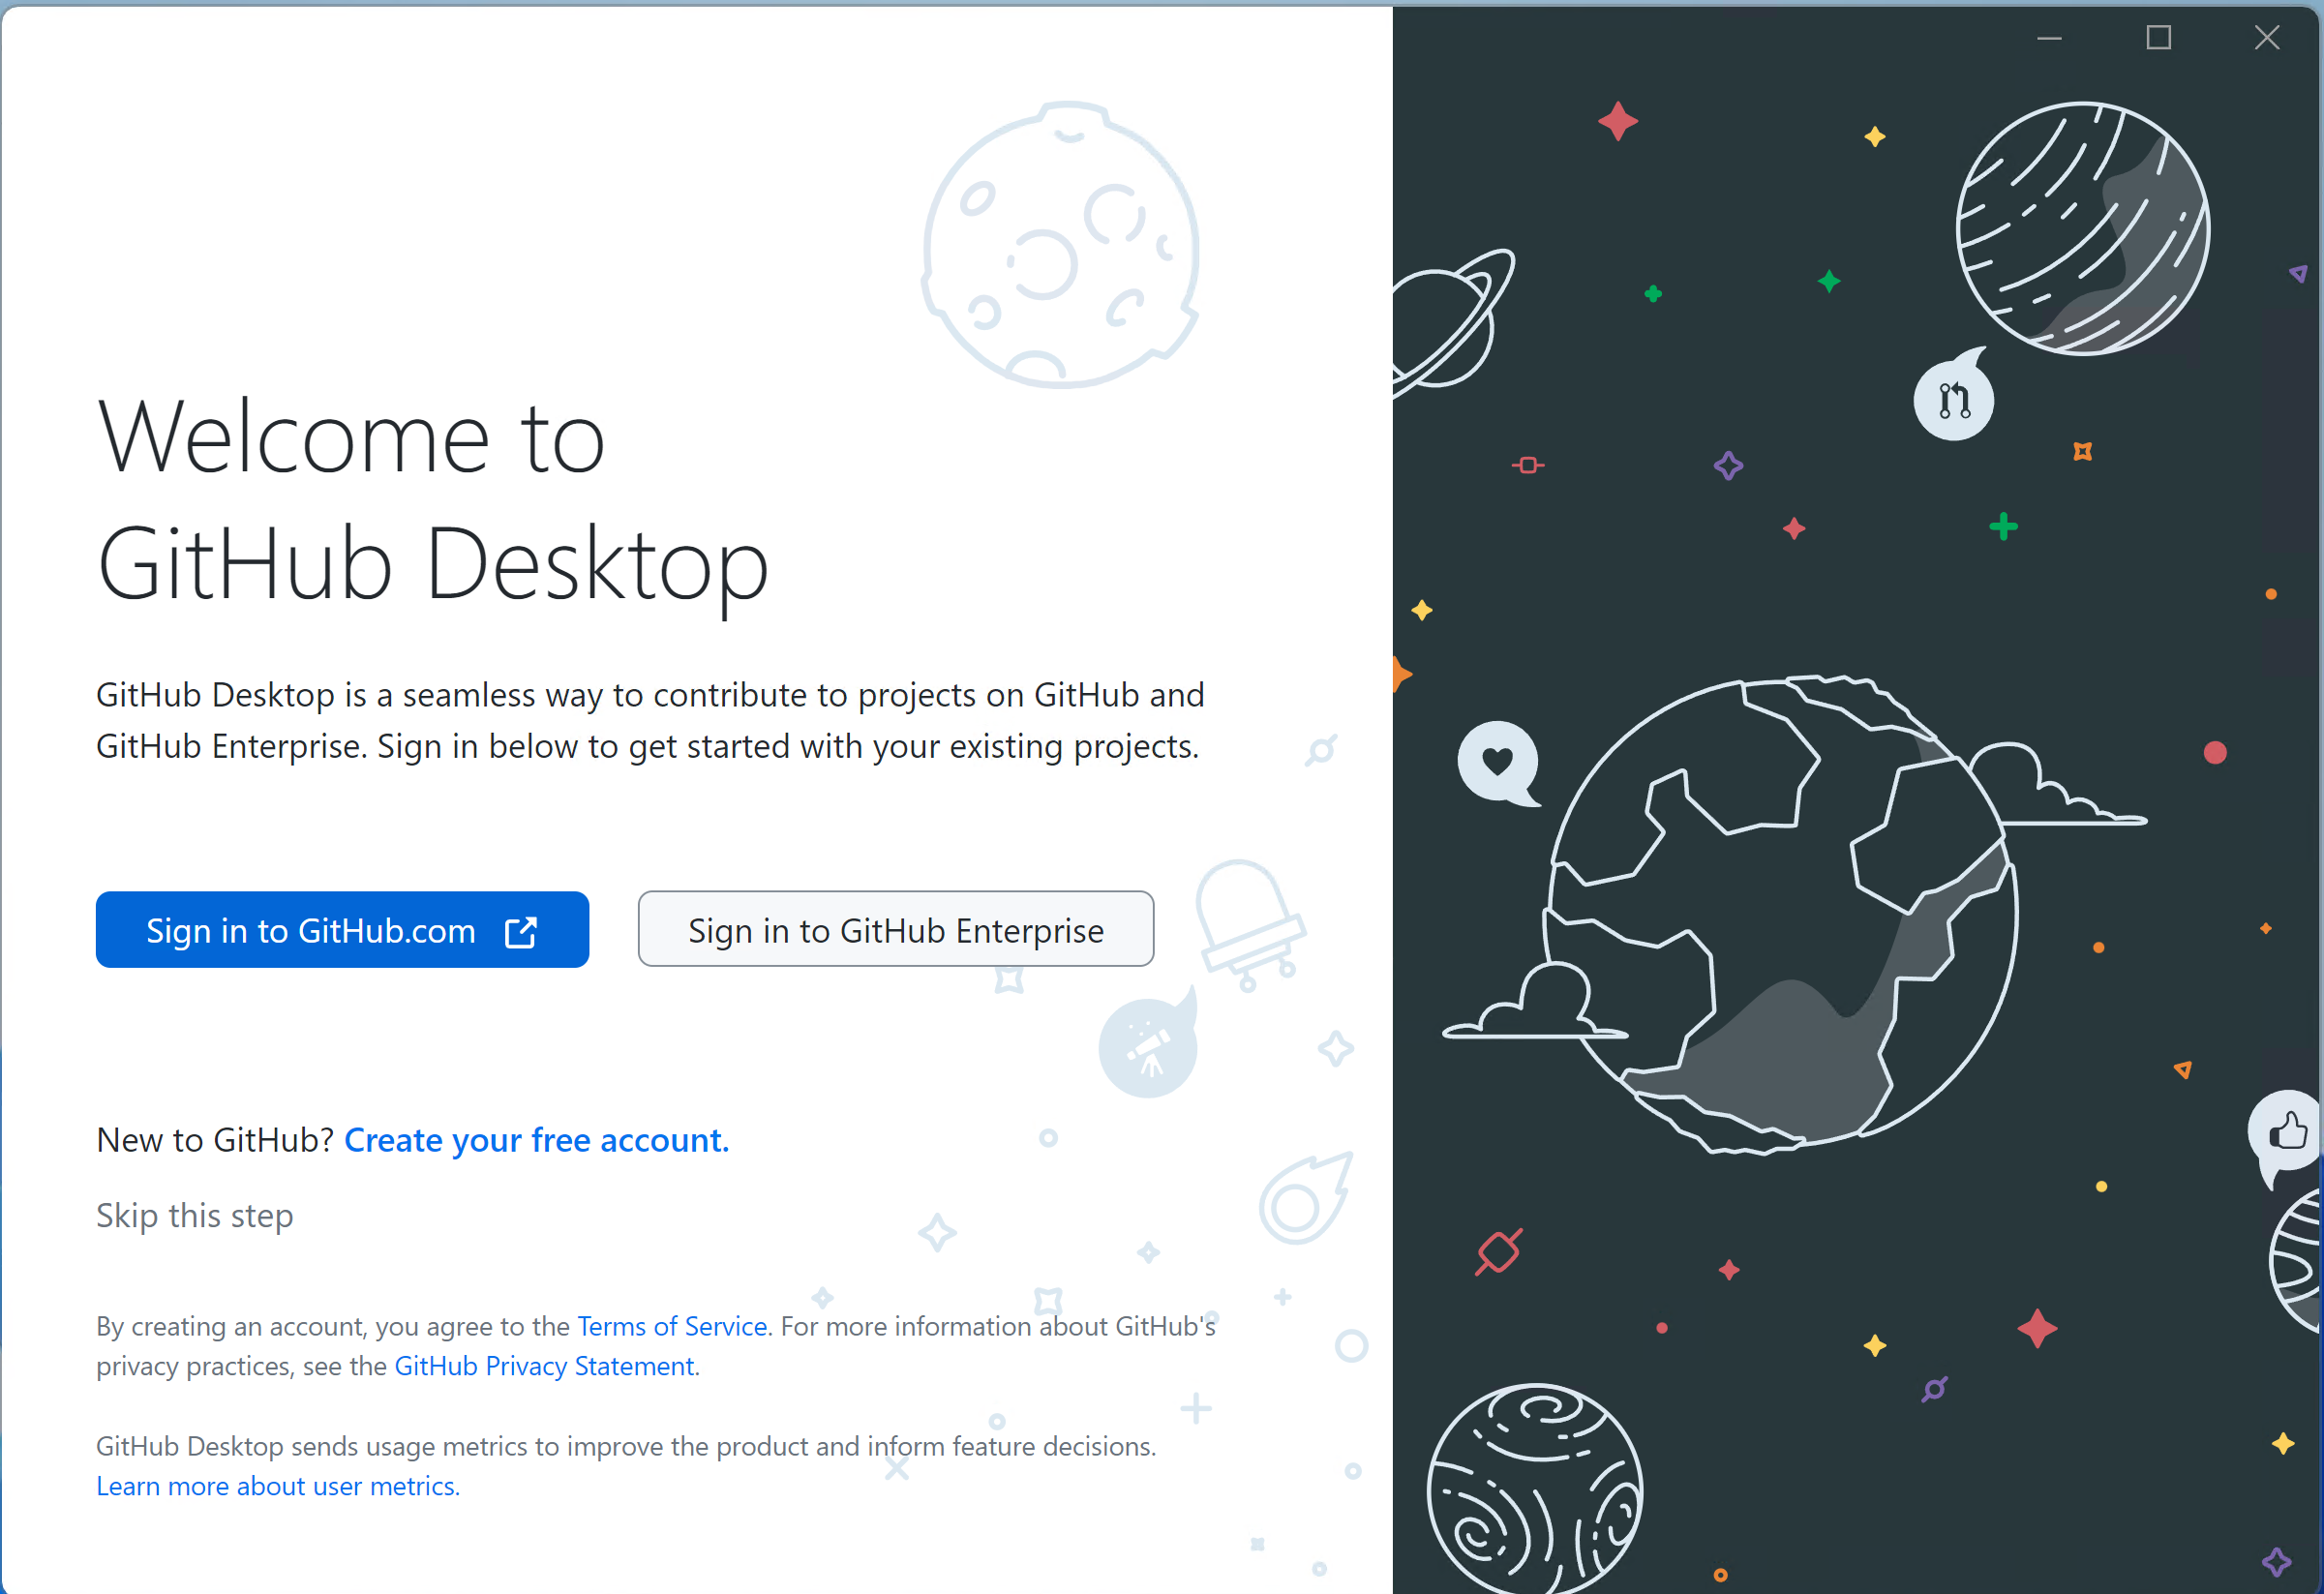 Welcome to
GitHub Desktop
GitHub Desktop is a seamless way to contribute to projects on GitHub and
GitHub Enterprise. Sign in below to get started with your existing projects.
Sign in to GitHub.com
Sign in to GitHub Enterprise
New to GitHub? Create your free account.
Skip this step
By creating an account, you agree to the Terms of Service. For more information about GitHub's
privacy practices, see the GitHub Privacy Statement.
GitHub Desktop sends usage metrics to improve the product and inform feature decisions.
Learn more about user metrics.